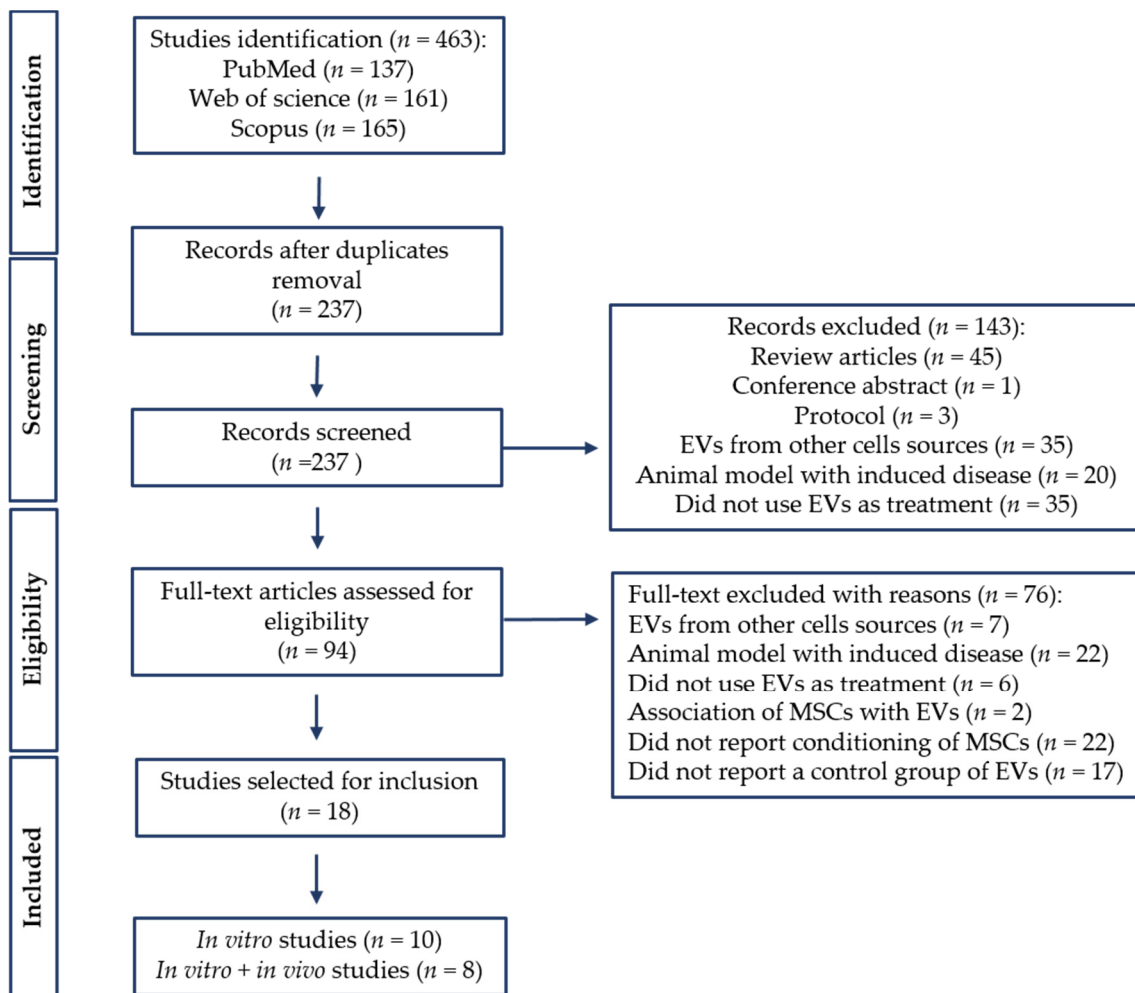 Identification
Studies identification (n = 463):
PubMed (n = 137)
Web of science (n = 161)
Scopus (n = 165)
Records after duplicates
removal
(n = 237)
Screening
Records screened
(n =237 )
Records excluded (n = 143):
Review articles (n = 45)
Conference abstract (n = 1)
Protocol (n = 3)
EVs from other cells sources (n = 35)
Animal model with induced disease (n = 20)
Did not use EVs as treatment (n = 35)
Eligibility
Full-text articles assessed for
eligibility
(n = 94)
Full-text excluded with reasons (n = 76):
EVs from other cells sources (n = 7)
Animal model with induced disease (n = 22)
Did not use EVs as treatment (n = 6)
Association of MSCs with EVs (n = 2)
Did not report conditioning of MSCs (n = 22)
Did not report a control group of EVs (n = 17)
Included
Studies selected for inclusion
(n = 18)
In vitro studies (n = 10)
In vitro + in vivo studies (n = 8)